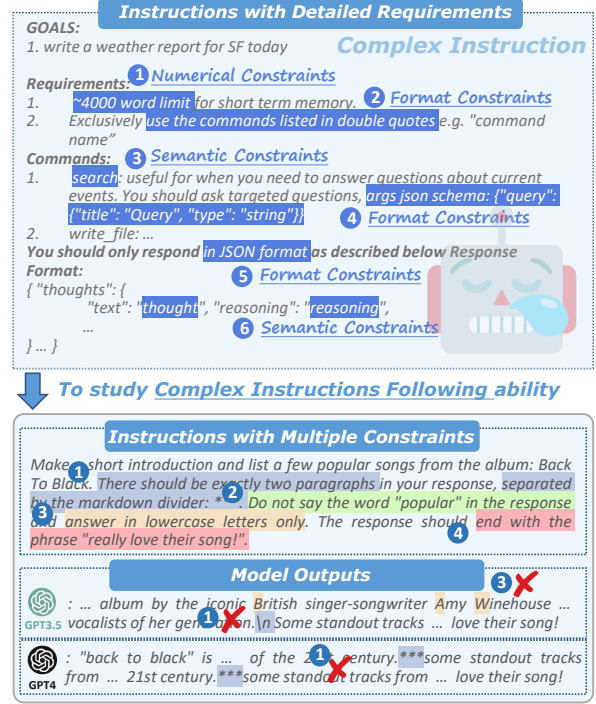 Instructions with Detailed Requirements
GOALS:
1. write a weather report for SF today
Complex Instruction
Requirements:
1 Numerical Constraints
1. ~4000 word limit for short term memory.
2 Format Constraints
2. Exclusively use the commands listed in double quotes e.g. "command
name”
Commands:
3 Semantic Constraints
1. search: useful for when you need to answer questions about current
events. You should ask targeted questions, args json schema: {"query":
{"title": "Query", "type": "string"}}
4 Format Constraints
2. write_file: …
You should only respond in JSON format as described below Response
Format:
5 Format Constraints
{ "thoughts": {
"text": "thought", "reasoning": "reasoning",
…
6 Semantic Constraints
} … }
To study Complex Instructions Following ability
Instructions with Multiple Constraints
Make short introduction and list a few popular songs from the album: Back
1
To Black. There should be exactly two paragraphs in your response, separated
by the markdown divider: * Do not say the word "popular" in the response
2
3
and answer in lowercase letters only. The response should end with the
4
phrase "really love their song!".
Model Outputs
3
: … album by the iconic British singer-songwriter Amy Winehouse …
GPT3.5
vocalists of her \n Some standout tracks … love their song!
1
: "back to black" is … of the century.***some standout tracks
1
GPT4
from … 21st century.***some standout tracks from … love their song!